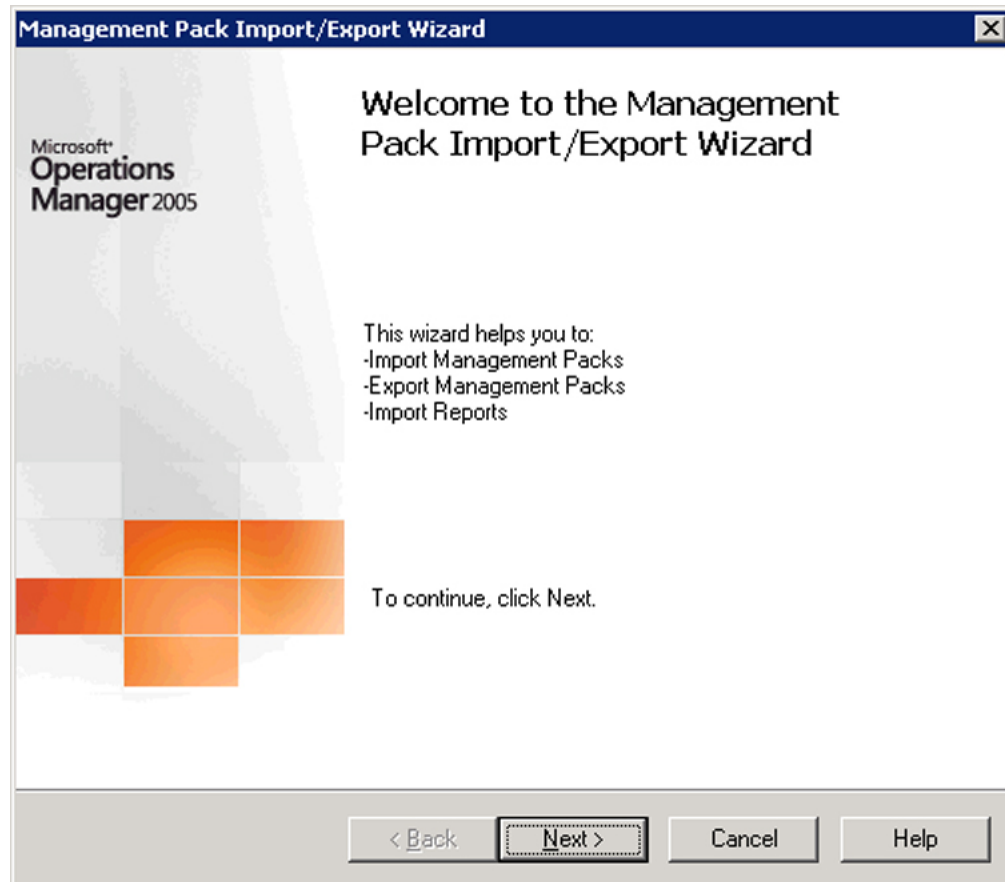 Management Pack Import/Export Wizard
Microsoft
Operations
Manager 2005
Welcome to the Management
Pack Import/Export Wizard
This wizard helps you to:
-Import Management Packs
-Export Management Packs
-Import Reports
To continue, click Next.
< Back Next > Cancel Help